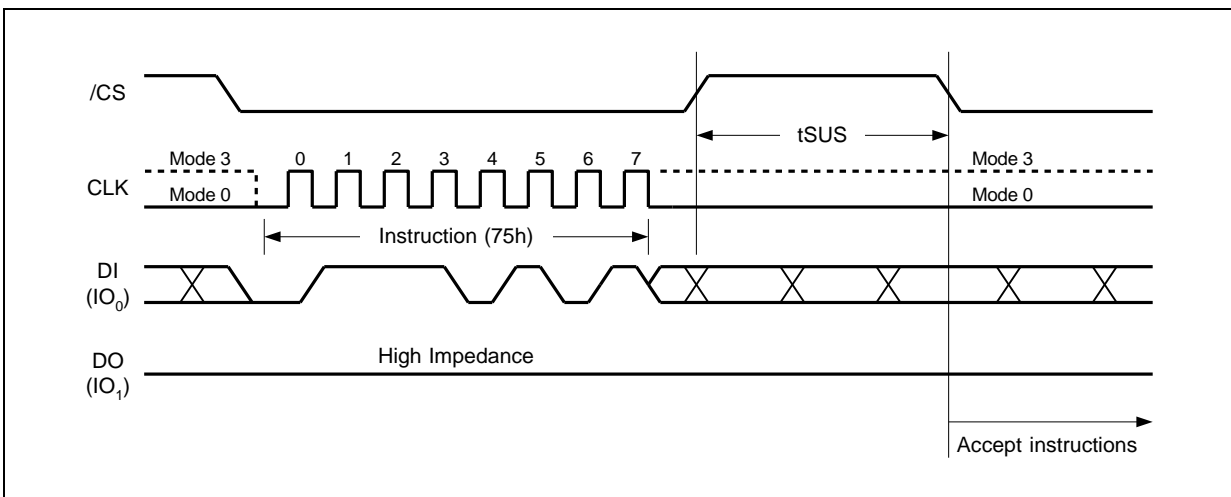 /CS
tSUS
Mode 3 0 1 2 3 4 5 6 7 Mode 3
CLK
Mode 0 Mode 0
Instruction (75h)
DI
(IO0)
High Impedance
DO
(IO1)
Accept instructions